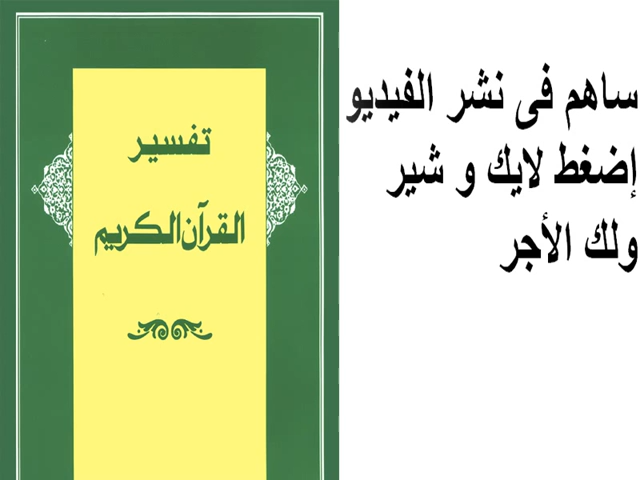 تفسير
القرآن الكريم
ساهم فى نشر الفيديو
إضغط لايك و شير
ولك الأجر